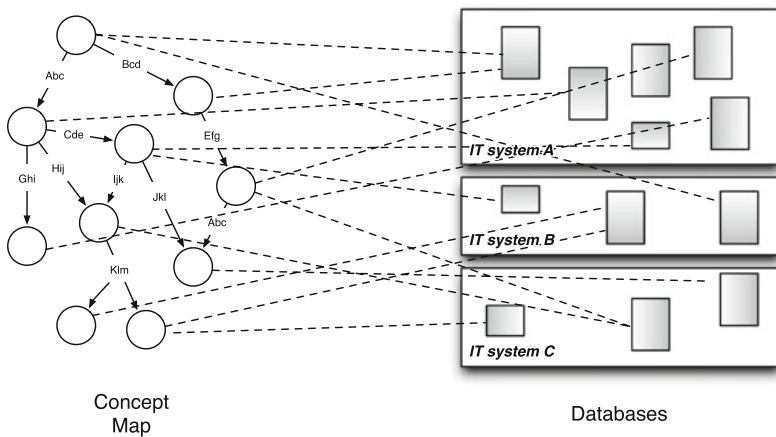 Abc
Bcd
Cde
Efg
Ghi
Hij
Ijk
Jkl
Abc
Klm
IT system A
IT system B
IT system C
Concept
Map
Databases